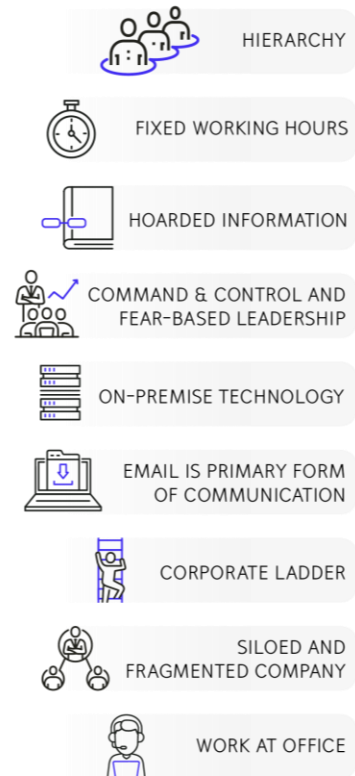 HIERARCHY
FIXED WORKING HOURS
HOARDED INFORMATION
COMMAND & CONTROL AND
FEAR-BASED LEADERSHIP
ON-PREMISE TECHNOLOGY
EMAIL IS PRIMARY FORM
OF COMMUNICATION
CORPORATE LADDER
SILOED AND
FRAGMENTED COMPANY
WORK AT OFFICE